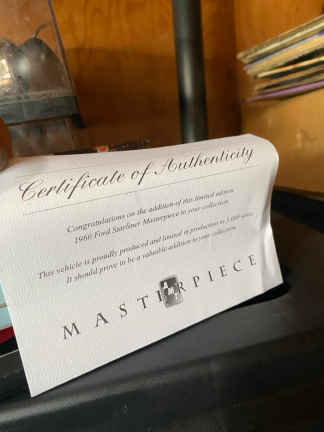 Certificate of Authenticity
Congratulations on the addition of this limited edition
1960 Ford Starliner Masterpiece to your collection.
This vehicle is proudly produced and limited in production to 5,000 units.
It should prove to be a valuable addition to your collection.
MASTERPIECE